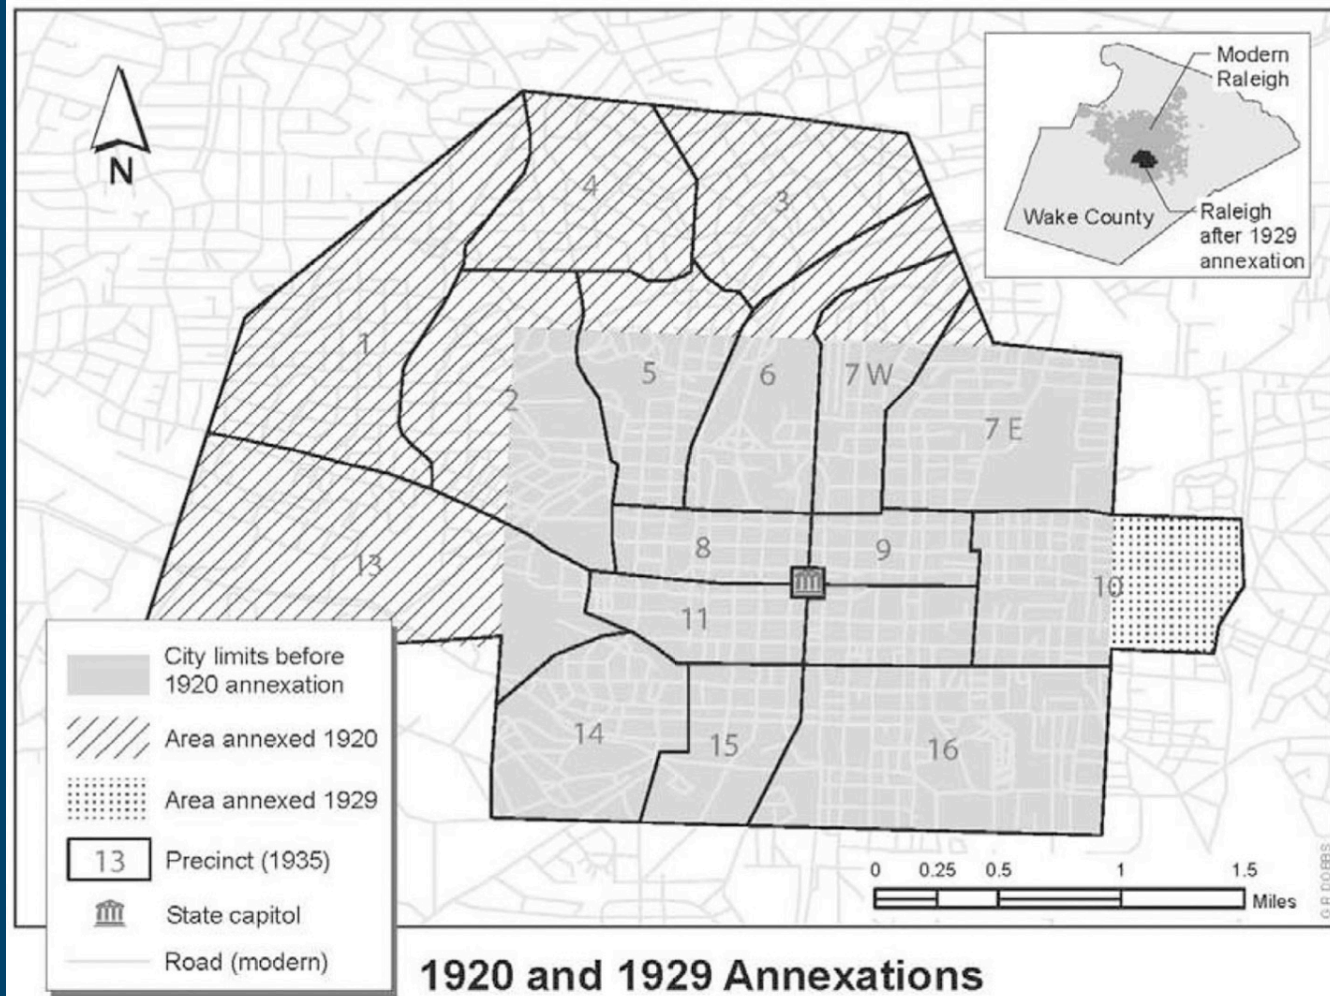 N
Modern
Raleigh
Wake County
Raleigh
after 1929
annexation
4
3
1
2
5
6
7 W
7 E
13
8
9
10
11
14
15
16
City limits before
1920 annexation
Area annexed 1920
Area annexed 1929
13 Precinct (1935)
State capitol
Road (modern)
0 0.25 0.5 1 1.5
Miles
G R DOBBS
1920 and 1929 Annexations